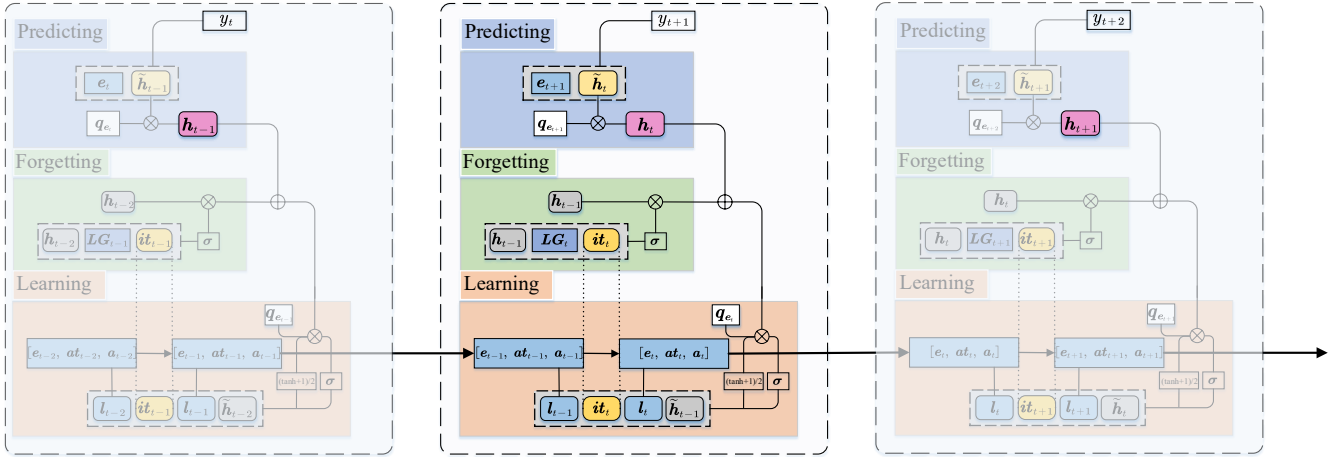 y_t
Predicting
e_t h̃_{t-1}
q_{e_t} h_{t-1}
Forgetting
h_{t-2}
h_{t-2} LG_{t-1} it_{t-1} σ
Learning
q_{e_{t-1}}
[e_{t-2}, at_{t-2}, a_{t-2}] [e_{t-1}, at_{t-1}, a_{t-1}]
(tanh+1)/2 σ
l_{t-2} it_{t-1} l_{t-1} h̃_{t-2}
y_{t+1}
Predicting
e_{t+1} h̃_t
q_{e_{t+1}} h_t
Forgetting
h_{t-1}
h_{t-1} LG_t it_t σ
Learning
q_{e_t}
[e_{t-1}, at_{t-1}, a_{t-1}] [e_t, at_t, a_t]
(tanh+1)/2 σ
l_{t-1} it_t l_t h̃_{t-1}
y_{t+2}
Predicting
e_{t+2} h̃_{t+1}
q_{e_{t+2}} h_{t+1}
Forgetting
h_t
h_t LG_{t+1} it_{t+1} σ
Learning
q_{e_{t+1}}
[e_t, at_t, a_t] [e_{t+1}, at_{t+1}, a_{t+1}]
(tanh+1)/2 σ
l_t it_{t+1} l_{t+1} h̃_t